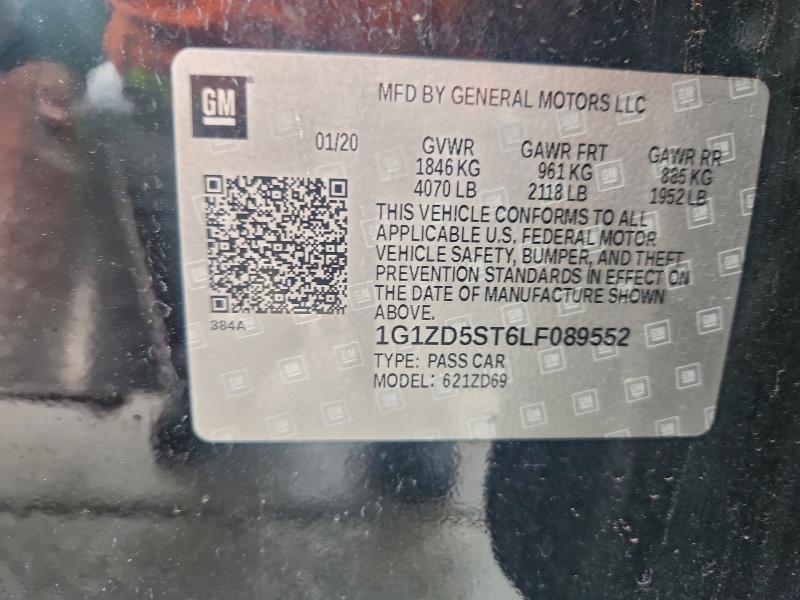 GM
MFD BY GENERAL MOTORS LLC
01/20
GVWR GAWR FRT GAWR RR
1846 KG 961 KG 885 KG
4070 LB 2118 LB 1952 LB
THIS VEHICLE CONFORMS TO ALL
APPLICABLE U.S. FEDERAL MOTOR
VEHICLE SAFETY, BUMPER, AND THEFT
PREVENTION STANDARDS IN EFFECT ON
THE DATE OF MANUFACTURE SHOWN
ABOVE.
384A
1G1ZD5ST6LF089552
TYPE: PASS CAR
MODEL: 621ZD69